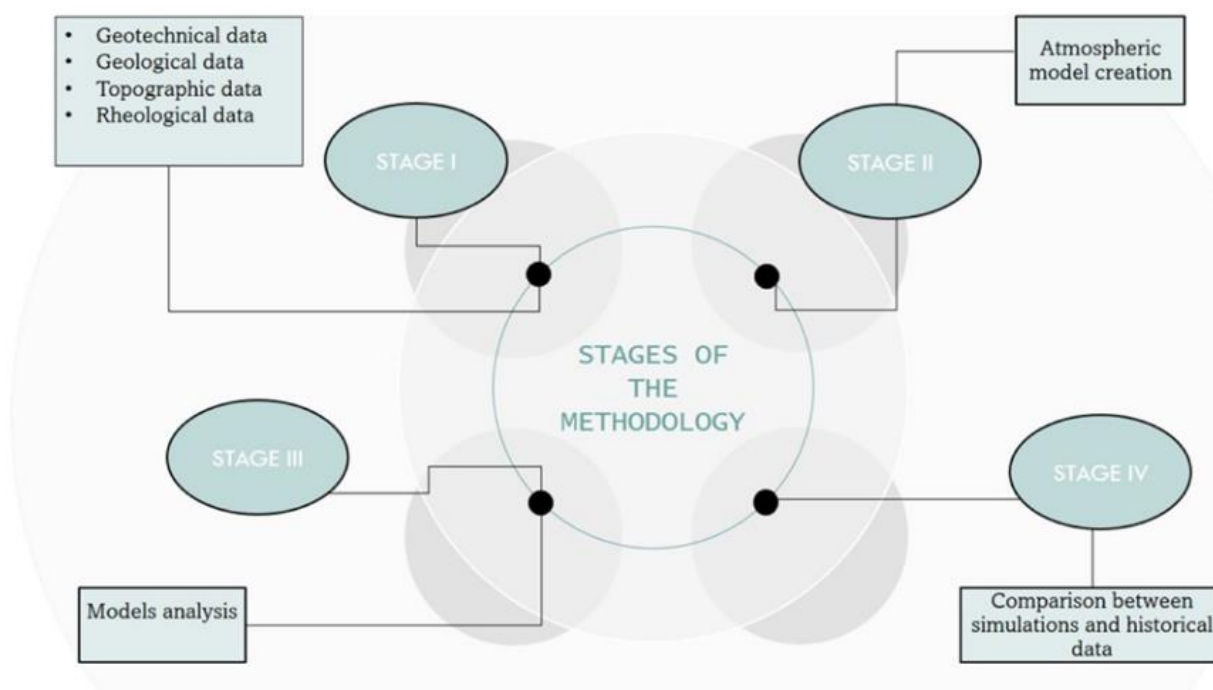 • Geotechnical data
• Geological data
• Topographic data
• Rheological data
STAGE I
STAGE II
Atmospheric
model creation
STAGES OF
THE
METHODOLOGY
STAGE III
STAGE IV
Models analysis
Comparison between
simulations and historical
data